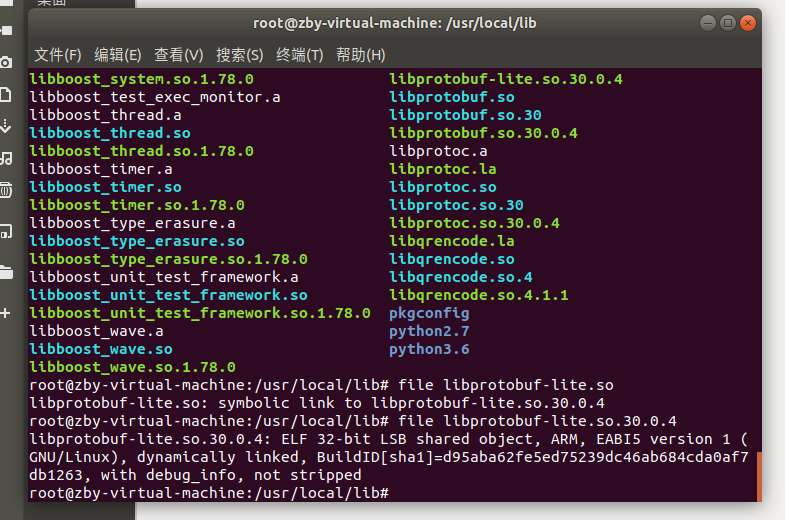 桌面
root@zby-virtual-machine: /usr/local/lib
文件(F) 编辑(E) 查看(V) 搜索(S) 终端(T) 帮助(H)
libboost_system.so.1.78.0 libprotobuf-lite.so.30.0.4
libboost_test_exec_monitor.a libprotobuf.so
libboost_thread.a libprotobuf.so.30
libboost_thread.so libprotobuf.so.30.0.4
libboost_thread.so.1.78.0 libprotoc.a
libboost_timer.a libprotoc.la
libboost_timer.so libprotoc.so
libboost_timer.so.1.78.0 libprotoc.so.30
libboost_type_erasure.a libprotoc.so.30.0.4
libboost_type_erasure.so libqrencode.la
libboost_type_erasure.so.1.78.0 libqrencode.so
libboost_unit_test_framework.a libqrencode.so.4
libboost_unit_test_framework.so libqrencode.so.4.1.1
libboost_unit_test_framework.so.1.78.0 pkgconfig
libboost_wave.a python2.7
libboost_wave.so python3.6
libboost_wave.so.1.78.0
root@zby-virtual-machine:/usr/local/lib# file libprotobuf-lite.so
libprotobuf-lite.so: symbolic link to libprotobuf-lite.so.30.0.4
root@zby-virtual-machine:/usr/local/lib# file libprotobuf-lite.so.30.0.4
libprotobuf-lite.so.30.0.4: ELF 32-bit LSB shared object, ARM, EABI5 version 1 (
GNU/Linux), dynamically linked, BuildID[sha1]=d95aba62fe5ed75239dc46ab684cda0af7
db1263, with debug_info, not stripped
root@zby-virtual-machine:/usr/local/lib#